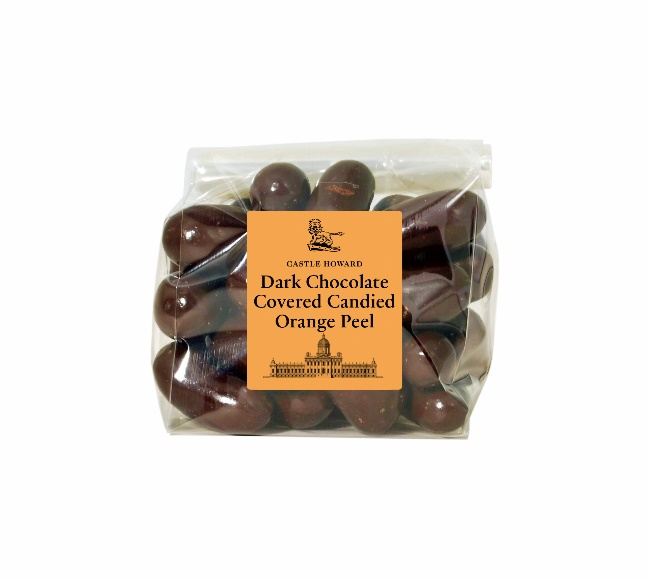 CASTLE HOWARD
Dark Chocolate
Covered Candied
Orange Peel